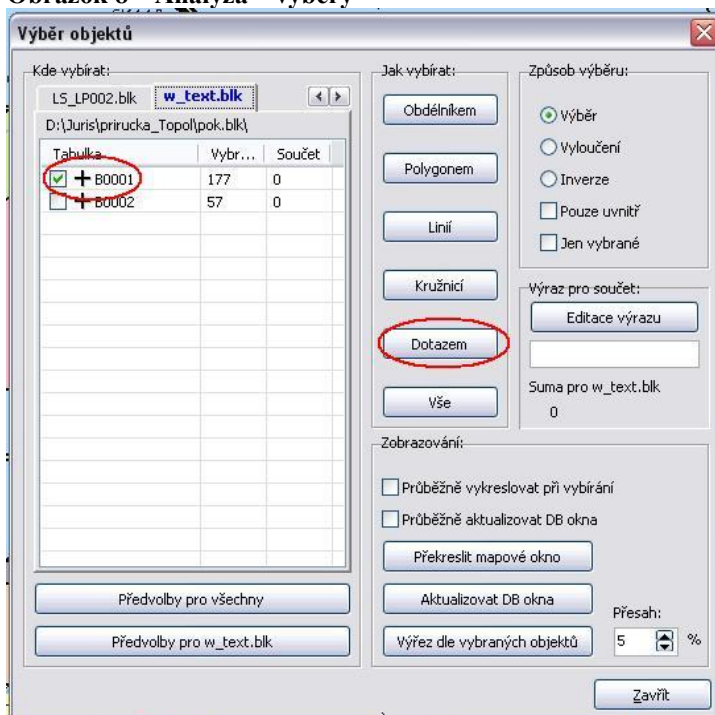 Obrázok 8 – Analýza – výbery
Výběr objektů
Kde vybírat:
LS_LP002.blk w_text.blk
D:\Juris\prirucka_Topol\pok.blk\
Tabulka Vybr... Součet
B0001 177 0
B0002 57 0
Předvolby pro všechny
Předvolby pro w_text.blk
Jak vybírat:
Obdélníkem
Polygonem
Linií
Kružnicí
Dotazem
Vše
Způsob výběru:
Výběr
Vyloučení
Inverze
Pouze uvnitř
Jen vybrané
Výraz pro součet:
Editace výrazu
Suma pro w_text.blk
0
Zobrazování:
Průběžně vykreslovat při vybírání
Průběžně aktualizovat DB okna
Překreslit mapové okno
Aktualizovat DB okna
Výřez dle vybraných objektů
Přesah:
5 %
Zavřít